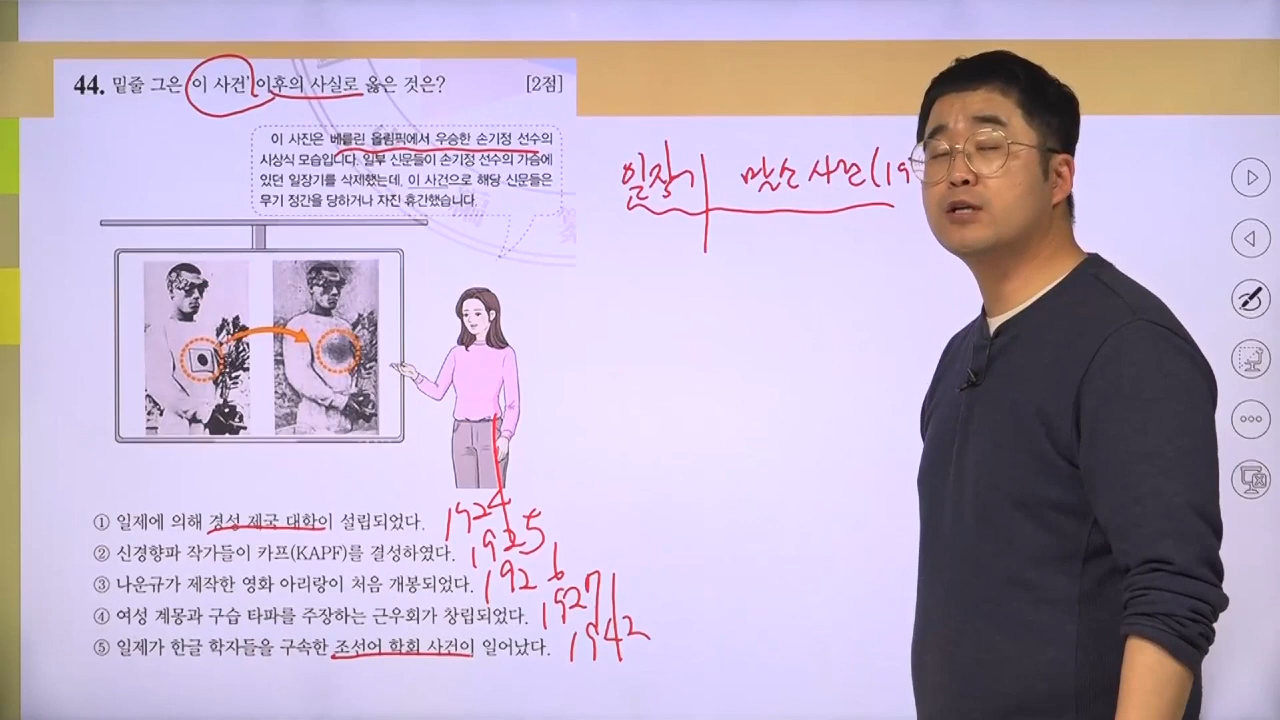 44. 밑줄 그은 '이 사건' 이후의 사실로 옳은 것은? [2점]
이 사진은 베를린 올림픽에서 우승한 손기정 선수의
시상식 모습입니다. 일부 신문들이 손기정 선수의 가슴에
있던 일장기를 삭제했는데, 이 사건으로 해당 신문들은
무기 정간을 당하거나 자진 휴간했습니다.
일장기 말소사건(19
① 일제에 의해 경성 제국 대학이 설립되었다. 1924
② 신경향파 작가들이 카프(KAPF)를 결성하였다. 1925
③ 나운규가 제작한 영화 아리랑이 처음 개봉되었다. 1926
④ 여성 계몽과 구습 타파를 주장하는 근우회가 창립되었다. 1927
⑤ 일제가 한글 학자들을 구속한 조선어 학회 사건이 일어났다. 1942